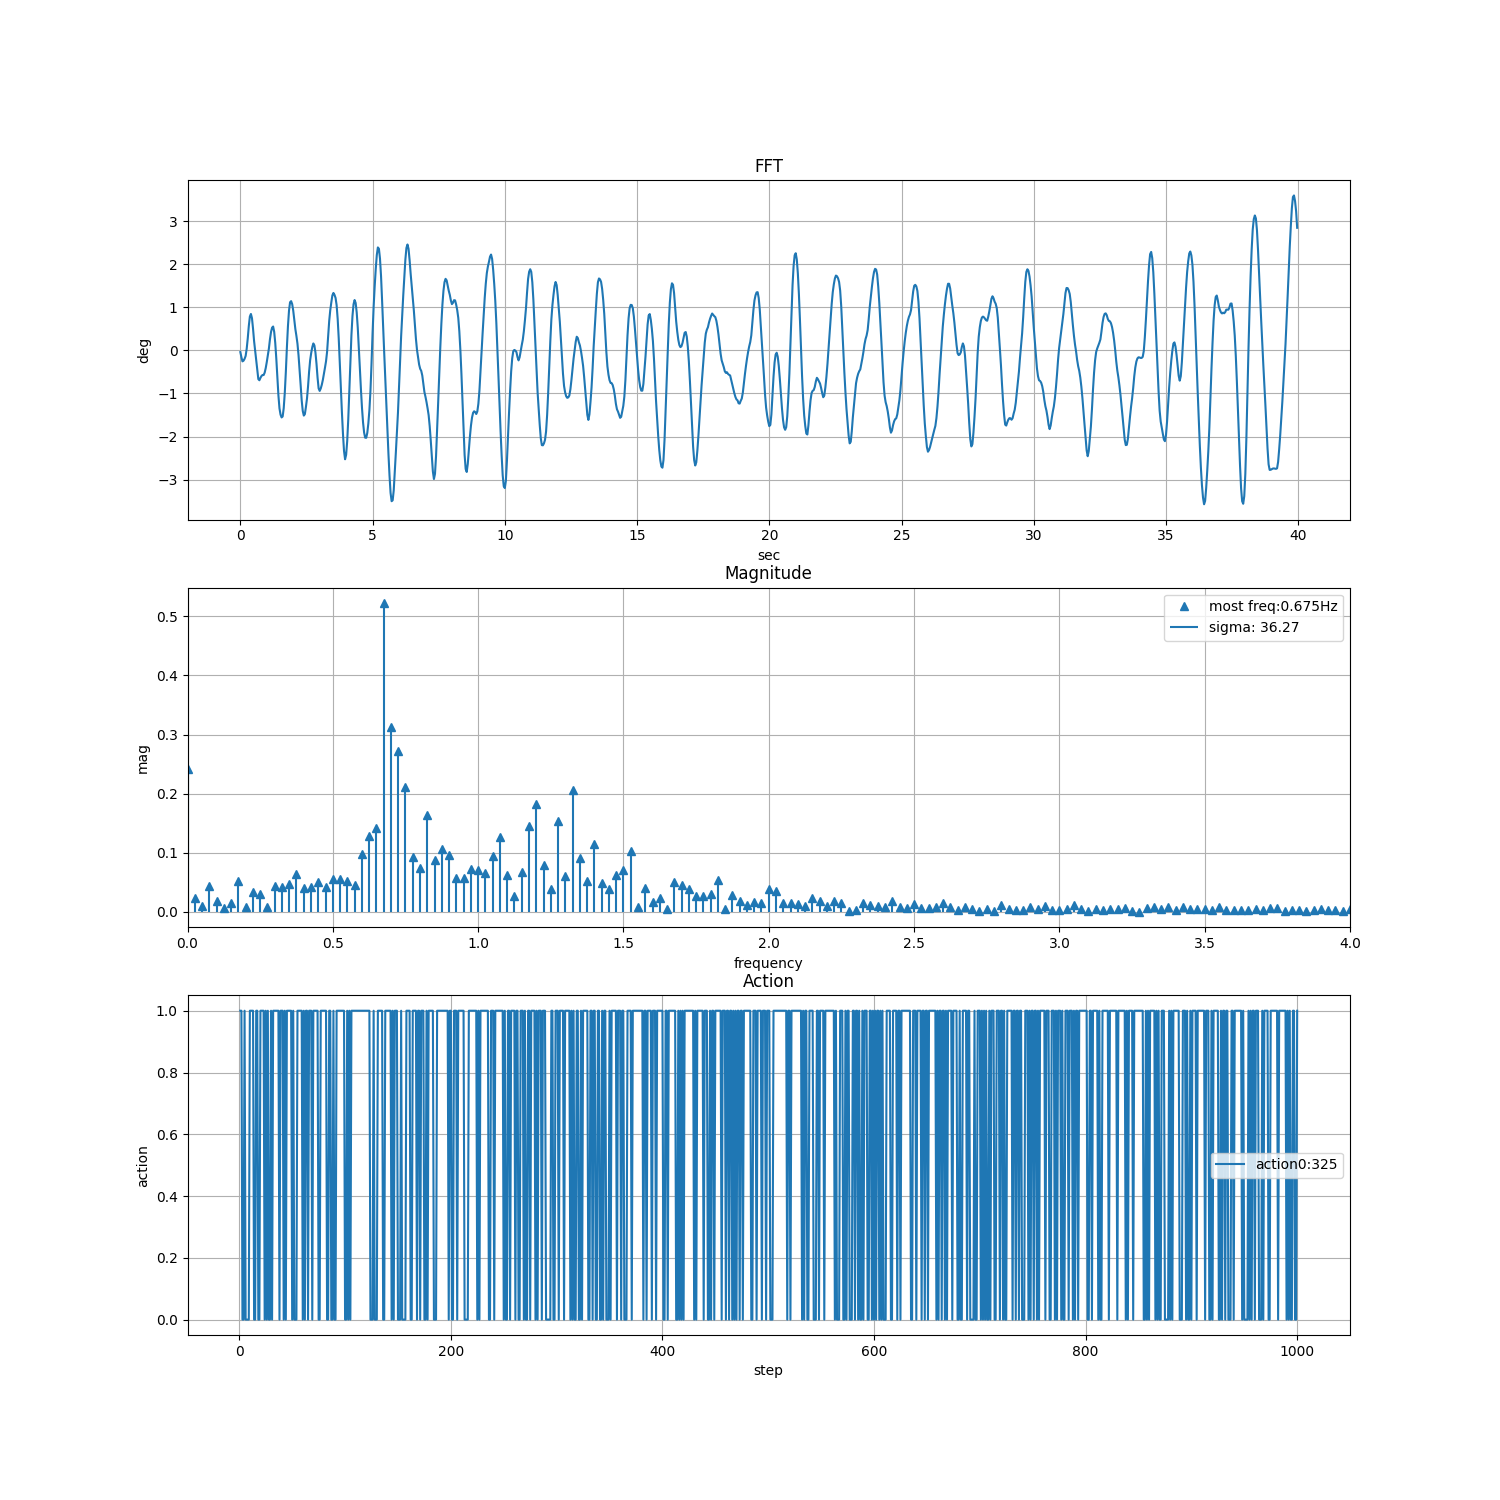 FFT
3
2
1
0
−1
−2
−3
deg
0 5 10 15 20 25 30 35 40
sec
Magnitude
0.5
0.4
0.3
0.2
0.1
0.0
mag
most freq:0.675Hz
sigma: 36.27
0.0 0.5 1.0 1.5 2.0 2.5 3.0 3.5 4.0
frequency
Action
1.0
0.8
0.6
0.4
0.2
0.0
action
action0:325
0 200 400 600 800 1000
step